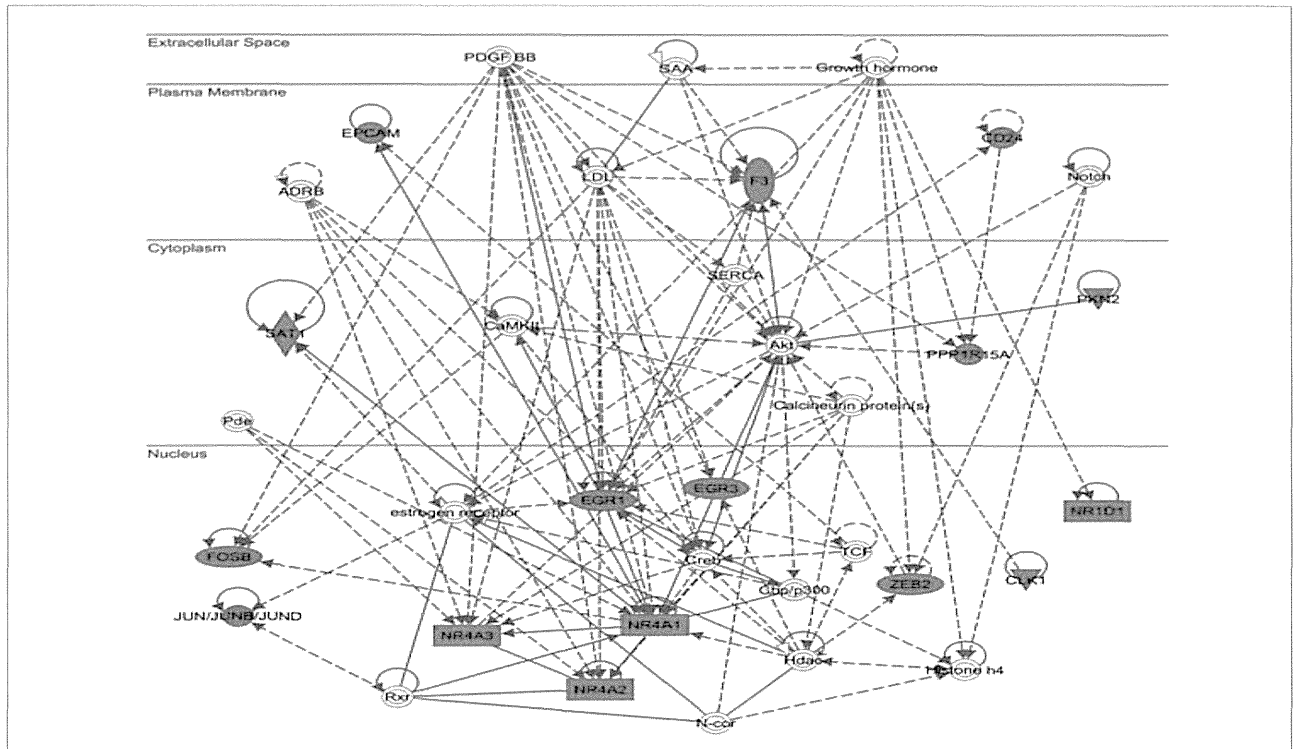 Extracellular Space
PDGF BB
SAA
Growth hormone
Plasma Membrane
EPCAM
CD24
ADRB
LDL
F3
Notch
Cytoplasm
SERCA
PKN2
SAT1
CaMKII
Akt
PPP1R15A
Calcineurin protein(s)
Pde
Nucleus
EGR1
EGR3
estrogen receptor
NR1D1
FOSB
Creb
TCF
Cbp/p300
ZEB2
CLK1
JUN/JUNB/JUND
NR4A3
NR4A1
Hdac
Histone h4
Rxr
NR4A2
N-cor